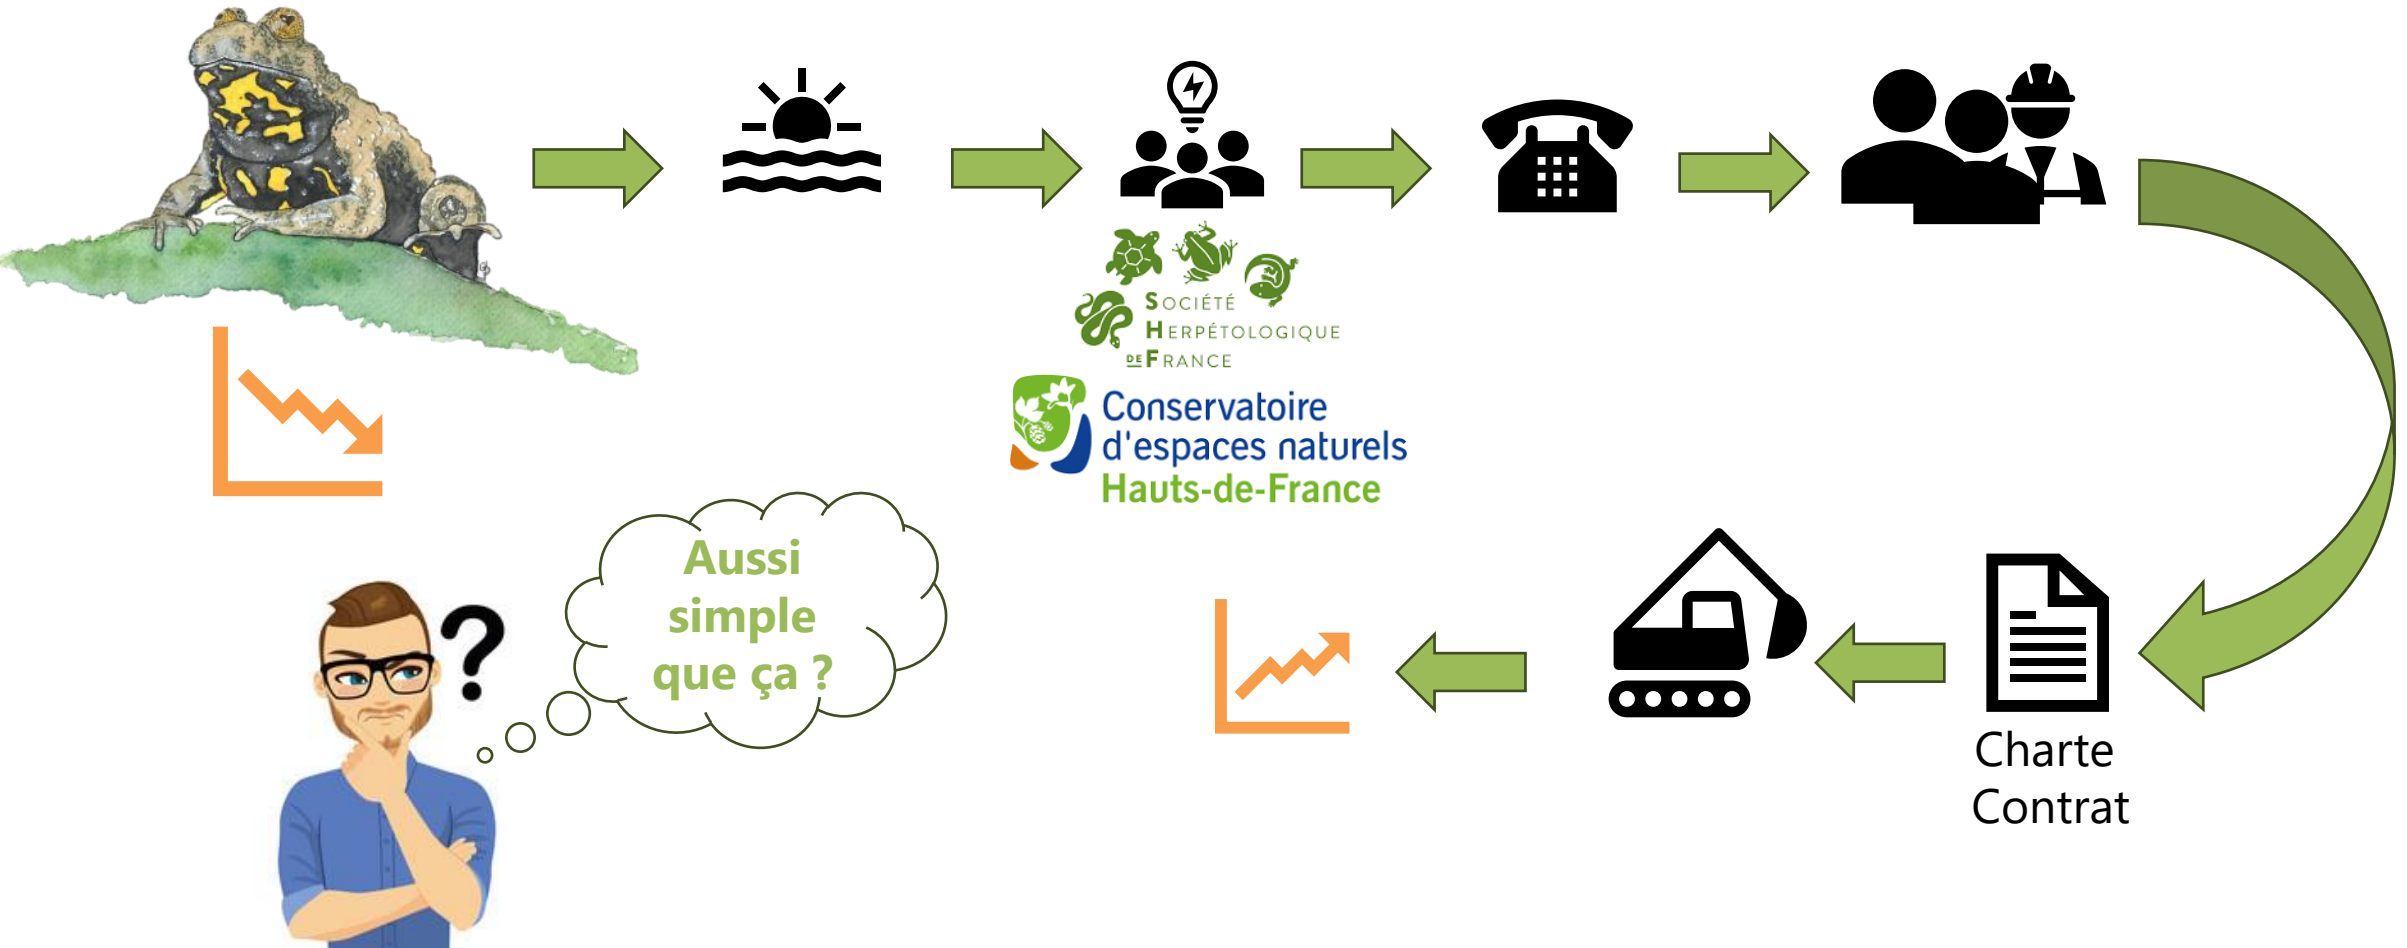 SOCIÉTÉ
HERPÉTOLOGIQUE
DE FRANCE
Conservatoire
d'espaces naturels
Hauts-de-France
Aussi
simple
que ça ?
?
Charte
Contrat